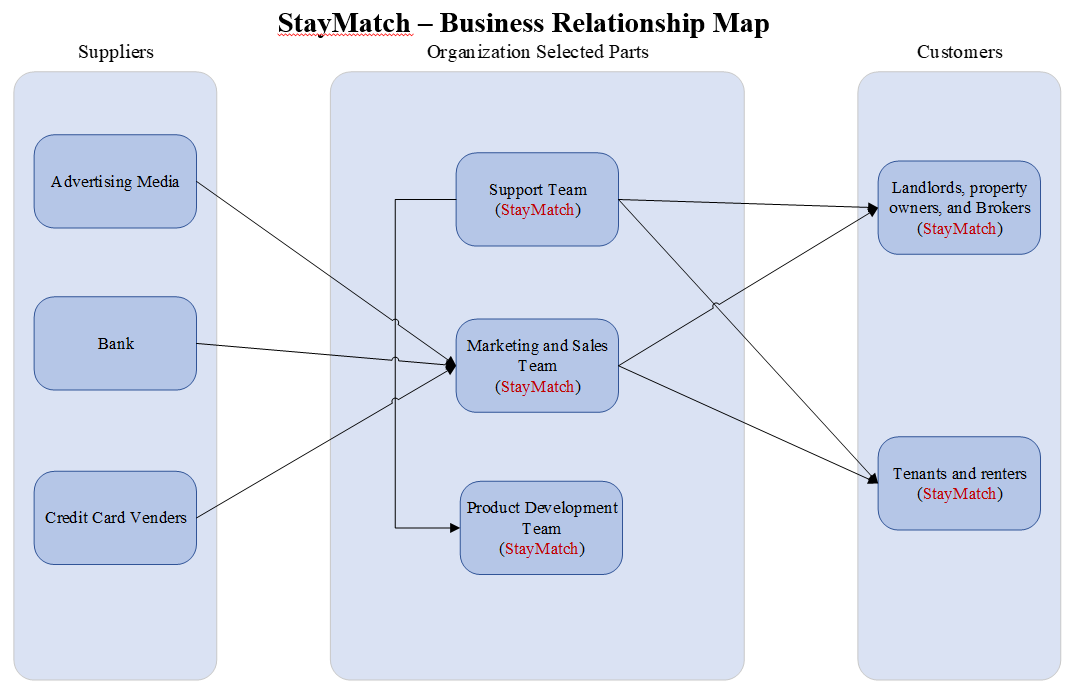 StayMatch – Business Relationship Map
Suppliers
Organization Selected Parts
Customers
Advertising Media
Bank
Credit Card Venders
Support Team
(StayMatch)
Marketing and Sales
Team
(StayMatch)
Product Development
Team
(StayMatch)
Landlords, property
owners, and Brokers
(StayMatch)
Tenants and renters
(StayMatch)